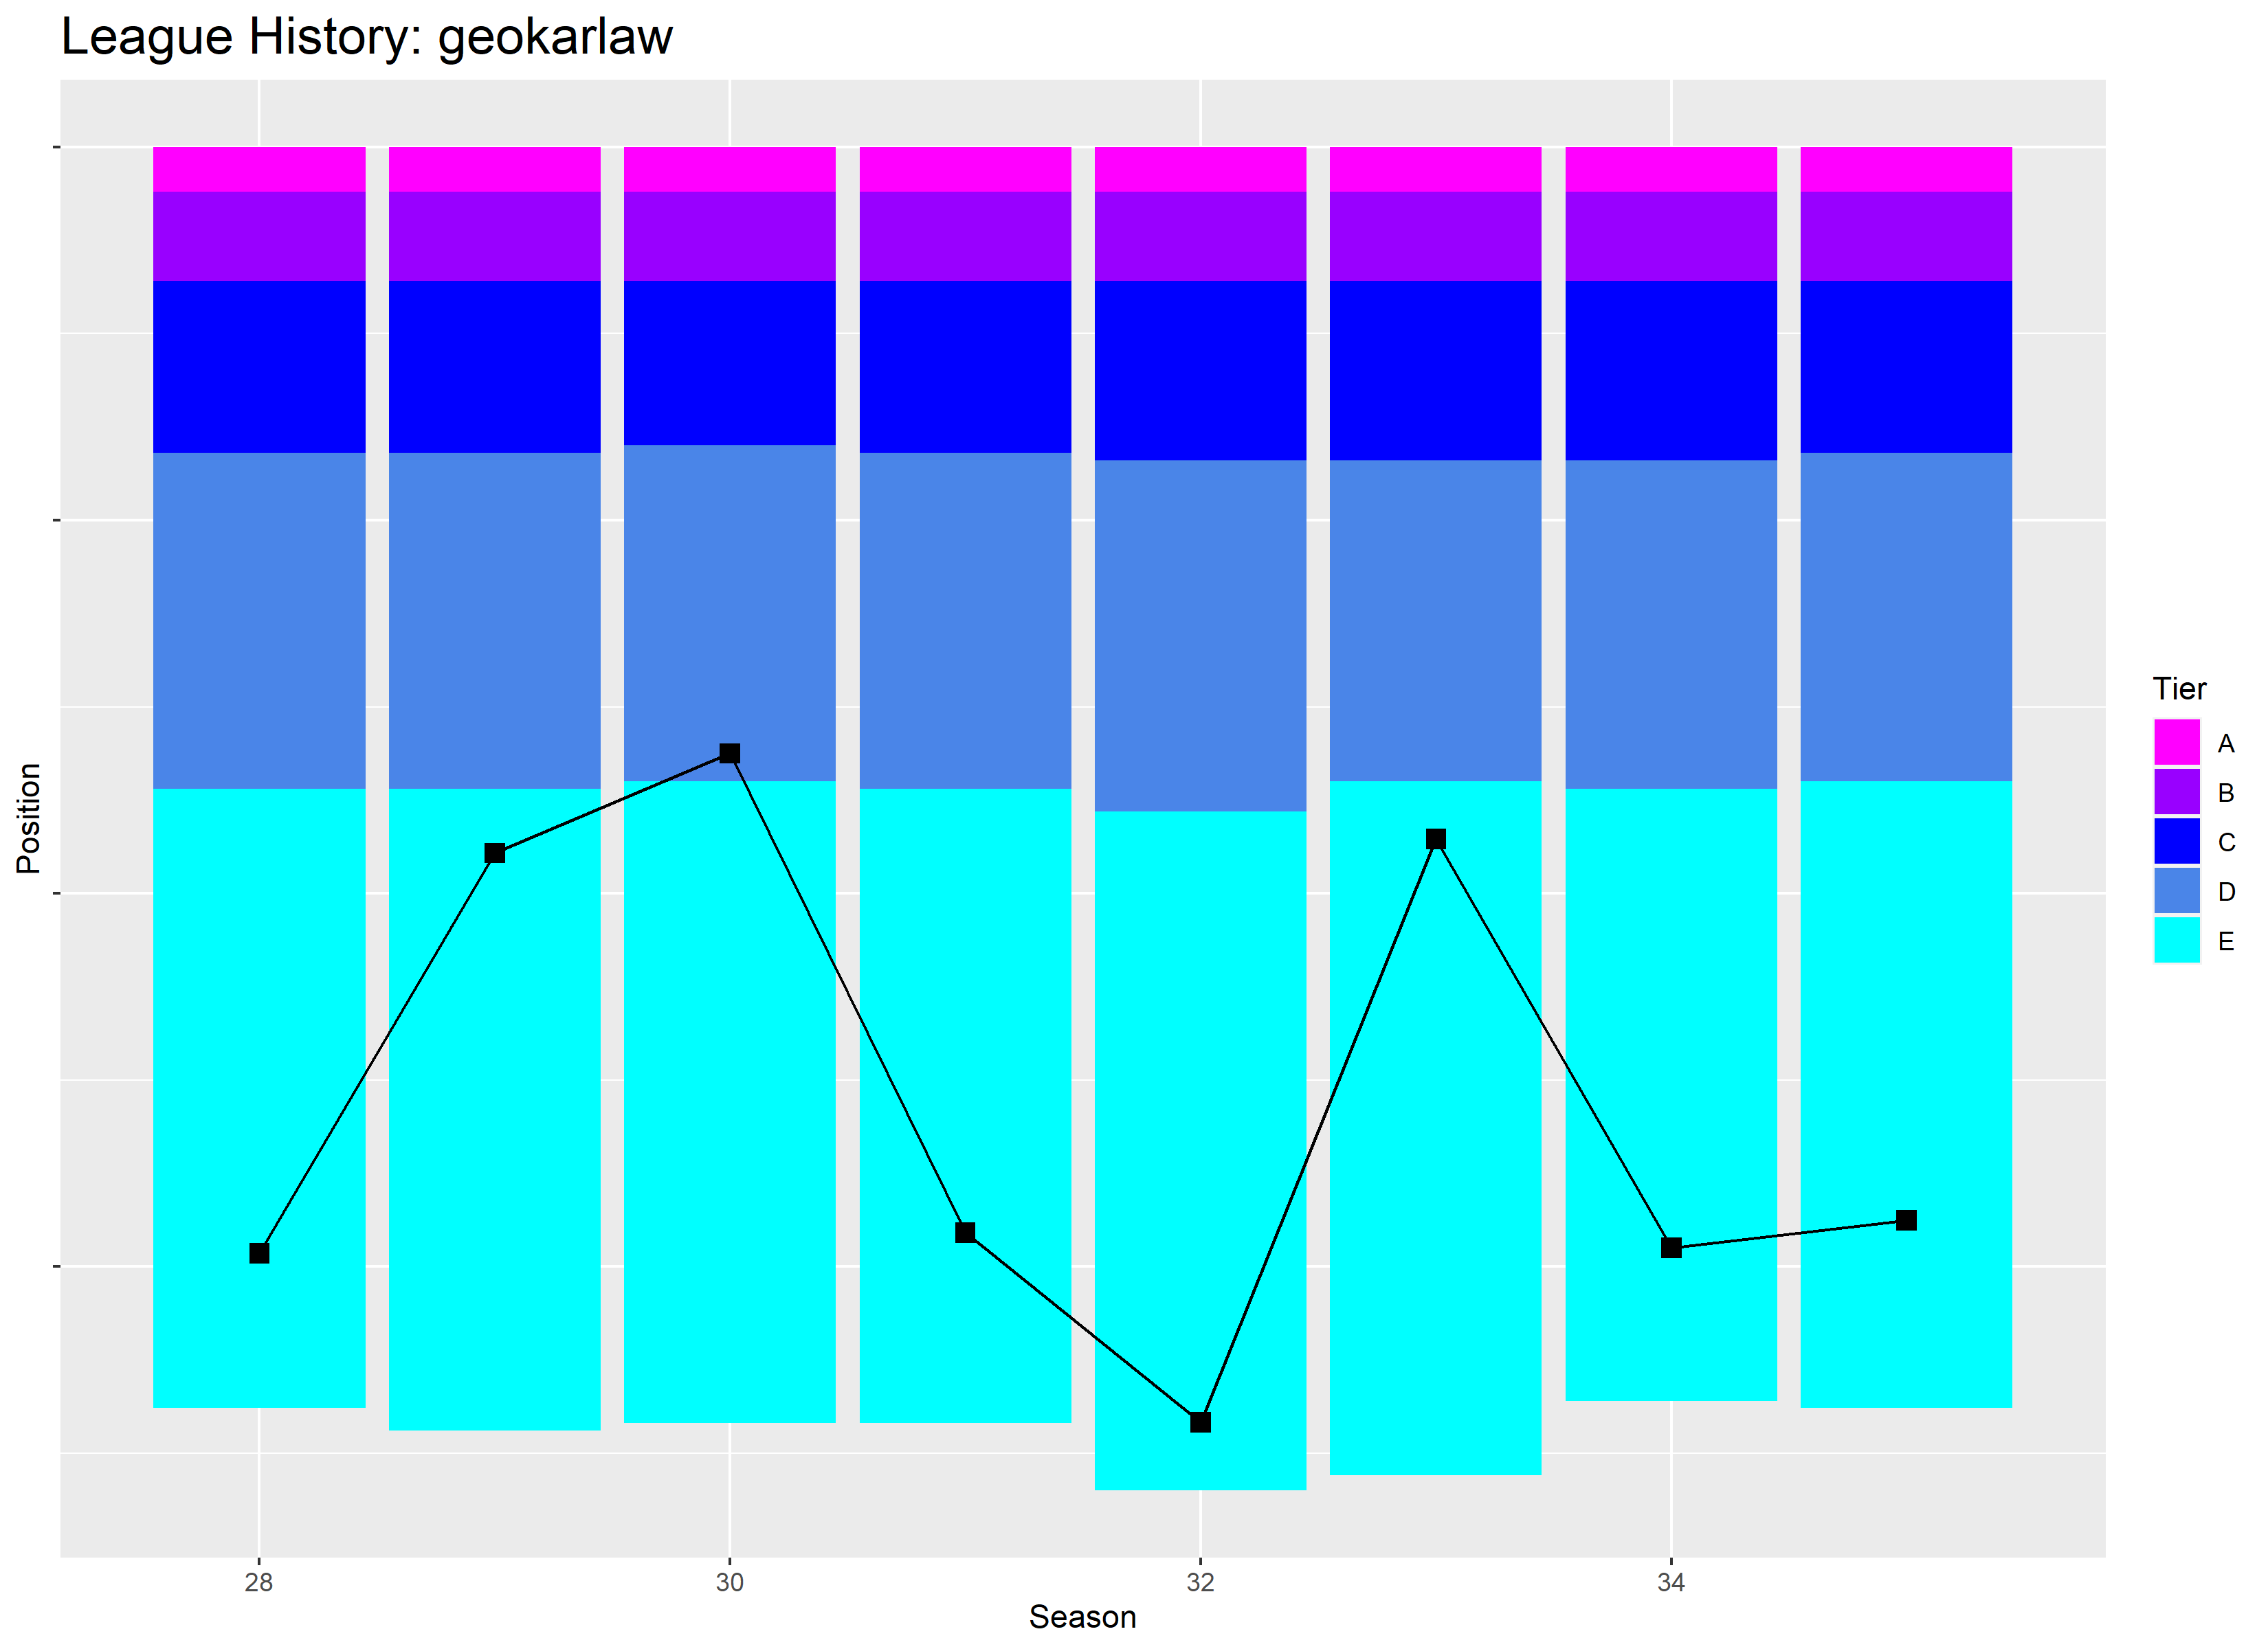 League History: geokarlaw
Position
Tier
A
B
C
D
E
28
30
32
34
Season